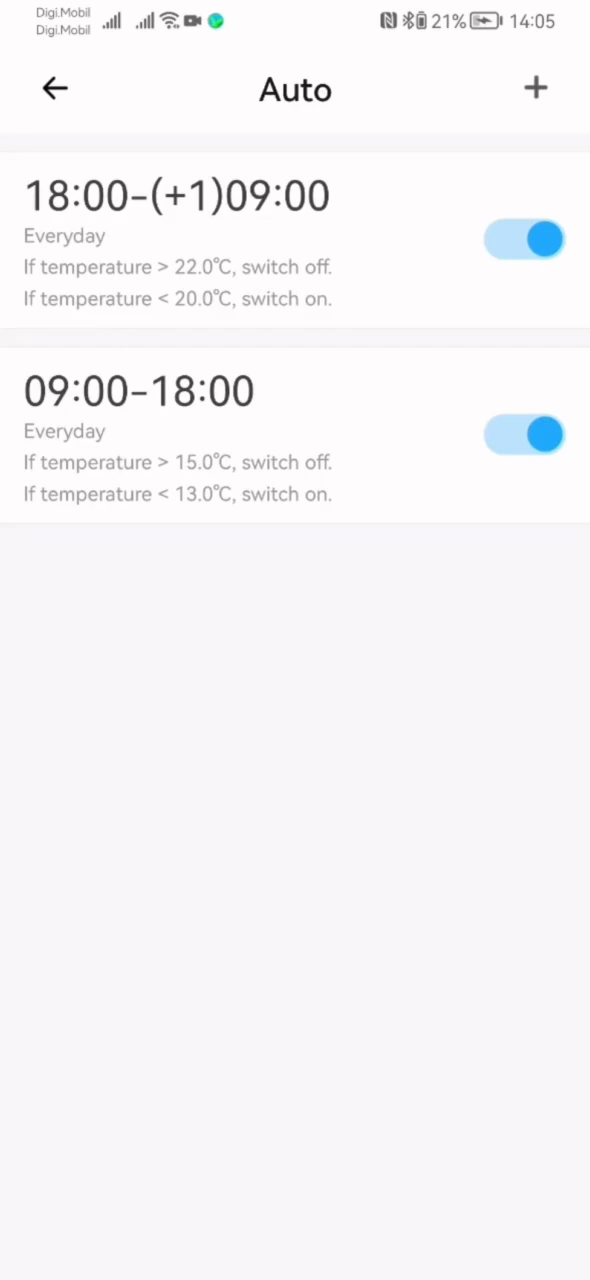 Digi.Mobil
Digi.Mobil
21% 14:05
Auto
18:00-(+1)09:00
Everyday
If temperature > 22.0℃, switch off.
If temperature < 20.0℃, switch on.
09:00-18:00
Everyday
If temperature > 15.0℃, switch off.
If temperature < 13.0℃, switch on.